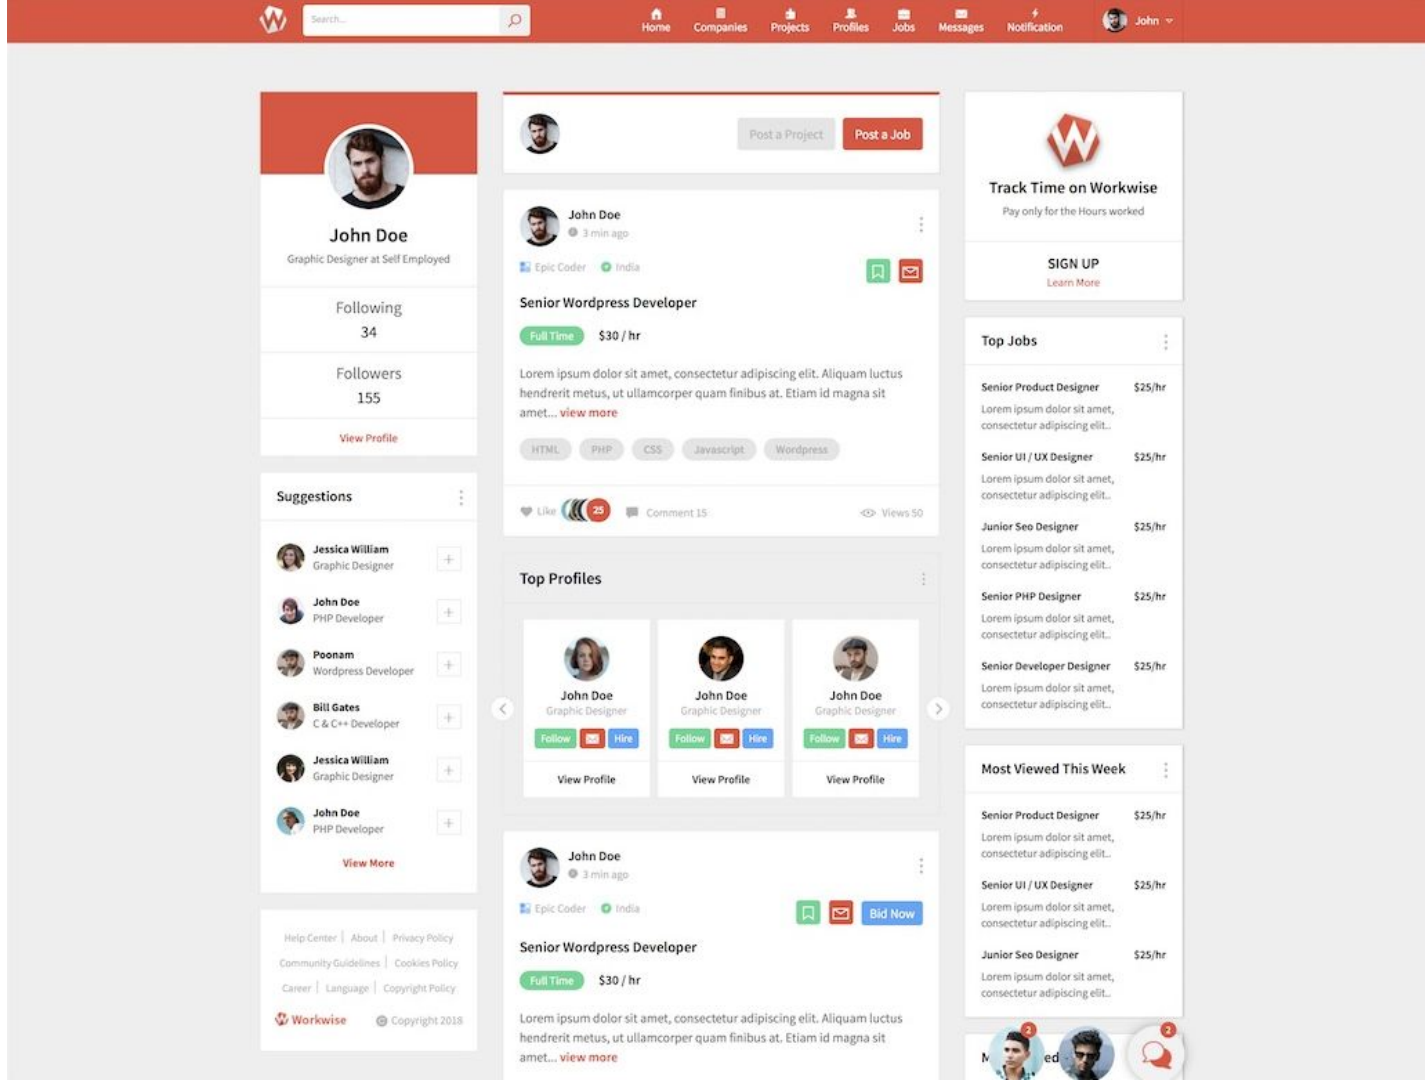 Search...
Home
Companies
Projects
Profiles
Jobs
Messages
Notification
John
John Doe
Graphic Designer at Self Employed
Following
34
Followers
155
View Profile
Suggestions
Jessica William
Graphic Designer
John Doe
PHP Developer
Poonam
Wordpress Developer
Bill Gates
C & C++ Developer
Jessica William
Graphic Designer
John Doe
PHP Developer
View More
Help Center | About | Privacy Policy
Community Guidelines | Cookies Policy
Career | Language | Copyright Policy
Workwise © Copyright 2018
Post a Project
Post a Job
John Doe
3 min ago
Epic Coder India
Senior Wordpress Developer
Full Time $30 / hr
Lorem ipsum dolor sit amet, consectetur adipiscing elit. Aliquam luctus
hendrerit metus, ut ullamcorper quam finibus at. Etiam id magna sit
amet... view more
HTML PHP CSS Javascript Wordpress
Like 25 Comment 15 Views 50
Top Profiles
John Doe
Graphic Designer
Follow Hire
View Profile
John Doe
Graphic Designer
Follow Hire
View Profile
John Doe
Graphic Designer
Follow Hire
View Profile
John Doe
3 min ago
Epic Coder India
Bid Now
Senior Wordpress Developer
Full Time $30 / hr
Lorem ipsum dolor sit amet, consectetur adipiscing elit. Aliquam luctus
hendrerit metus, ut ullamcorper quam finibus at. Etiam id magna sit
amet... view more
W
Track Time on Workwise
Pay only for the Hours worked
SIGN UP
Learn More
Top Jobs
Senior Product Designer $25/hr
Lorem ipsum dolor sit amet,
consectetur adipiscing elit..
Senior UI / UX Designer $25/hr
Lorem ipsum dolor sit amet,
consectetur adipiscing elit..
Junior Seo Designer $25/hr
Lorem ipsum dolor sit amet,
consectetur adipiscing elit..
Senior PHP Designer $25/hr
Lorem ipsum dolor sit amet,
consectetur adipiscing elit..
Senior Developer Designer $25/hr
Lorem ipsum dolor sit amet,
consectetur adipiscing elit..
Most Viewed This Week
Senior Product Designer $25/hr
Lorem ipsum dolor sit amet,
consectetur adipiscing elit..
Senior UI / UX Designer $25/hr
Lorem ipsum dolor sit amet,
consectetur adipiscing elit..
Junior Seo Designer $25/hr
Lorem ipsum dolor sit amet,
consectetur adipiscing elit..
2
2